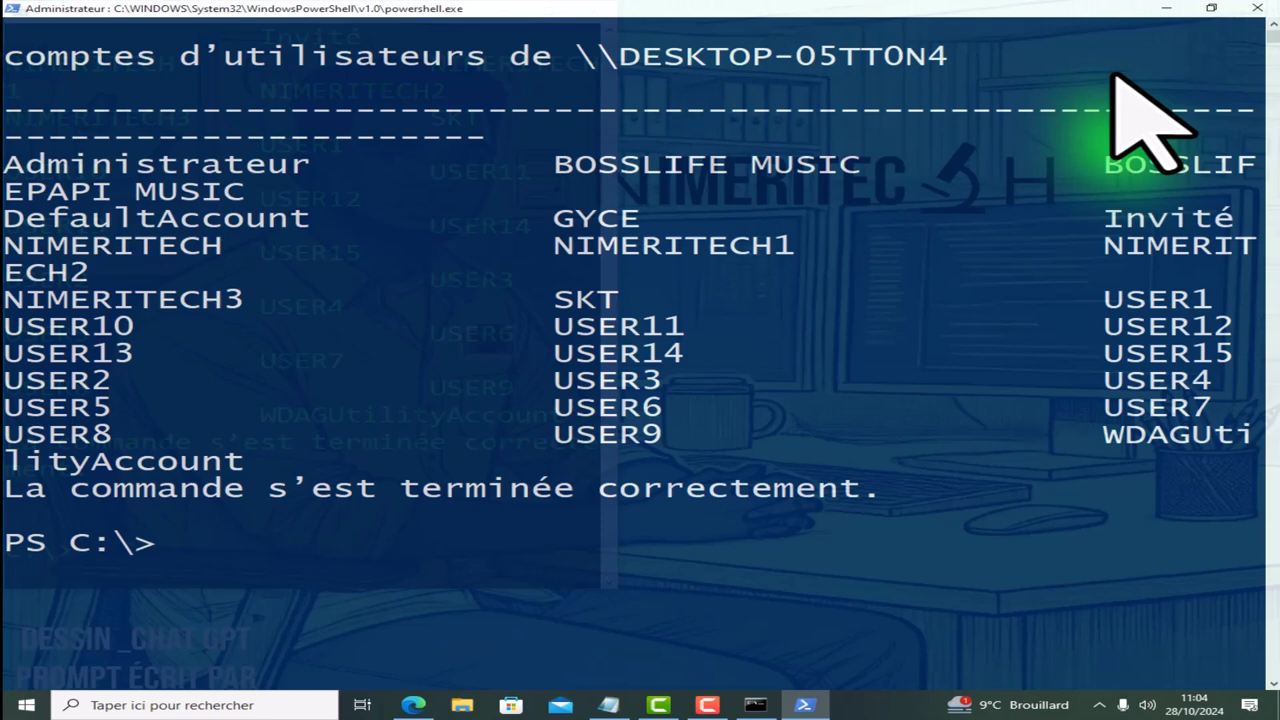 Administrateur : C:\WINDOWS\System32\WindowsPowerShell\v1.0\powershell.exe
comptes d'utilisateurs de \\DESKTOP-05TT0N4
-------------------------------------------------------------------------------
Administrateur BOSSLIFE MUSIC BOSSLIF
EPAPI MUSIC
DefaultAccount GYCE Invité
NIMERITECH NIMERITECH1 NIMERIT
ECH2
NIMERITECH3 SKT USER1
USER10 USER11 USER12
USER13 USER14 USER15
USER2 USER3 USER4
USER5 USER6 USER7
USER8 USER9 WDAGUti
lityAccount
La commande s'est terminée correctement.
PS C:\>
NIMERITEC H
DESSIN _CHAT GPT
PROMPT ÉCRIT PAR
Taper ici pour rechercher
9°C Brouillard
11:04
28/10/2024